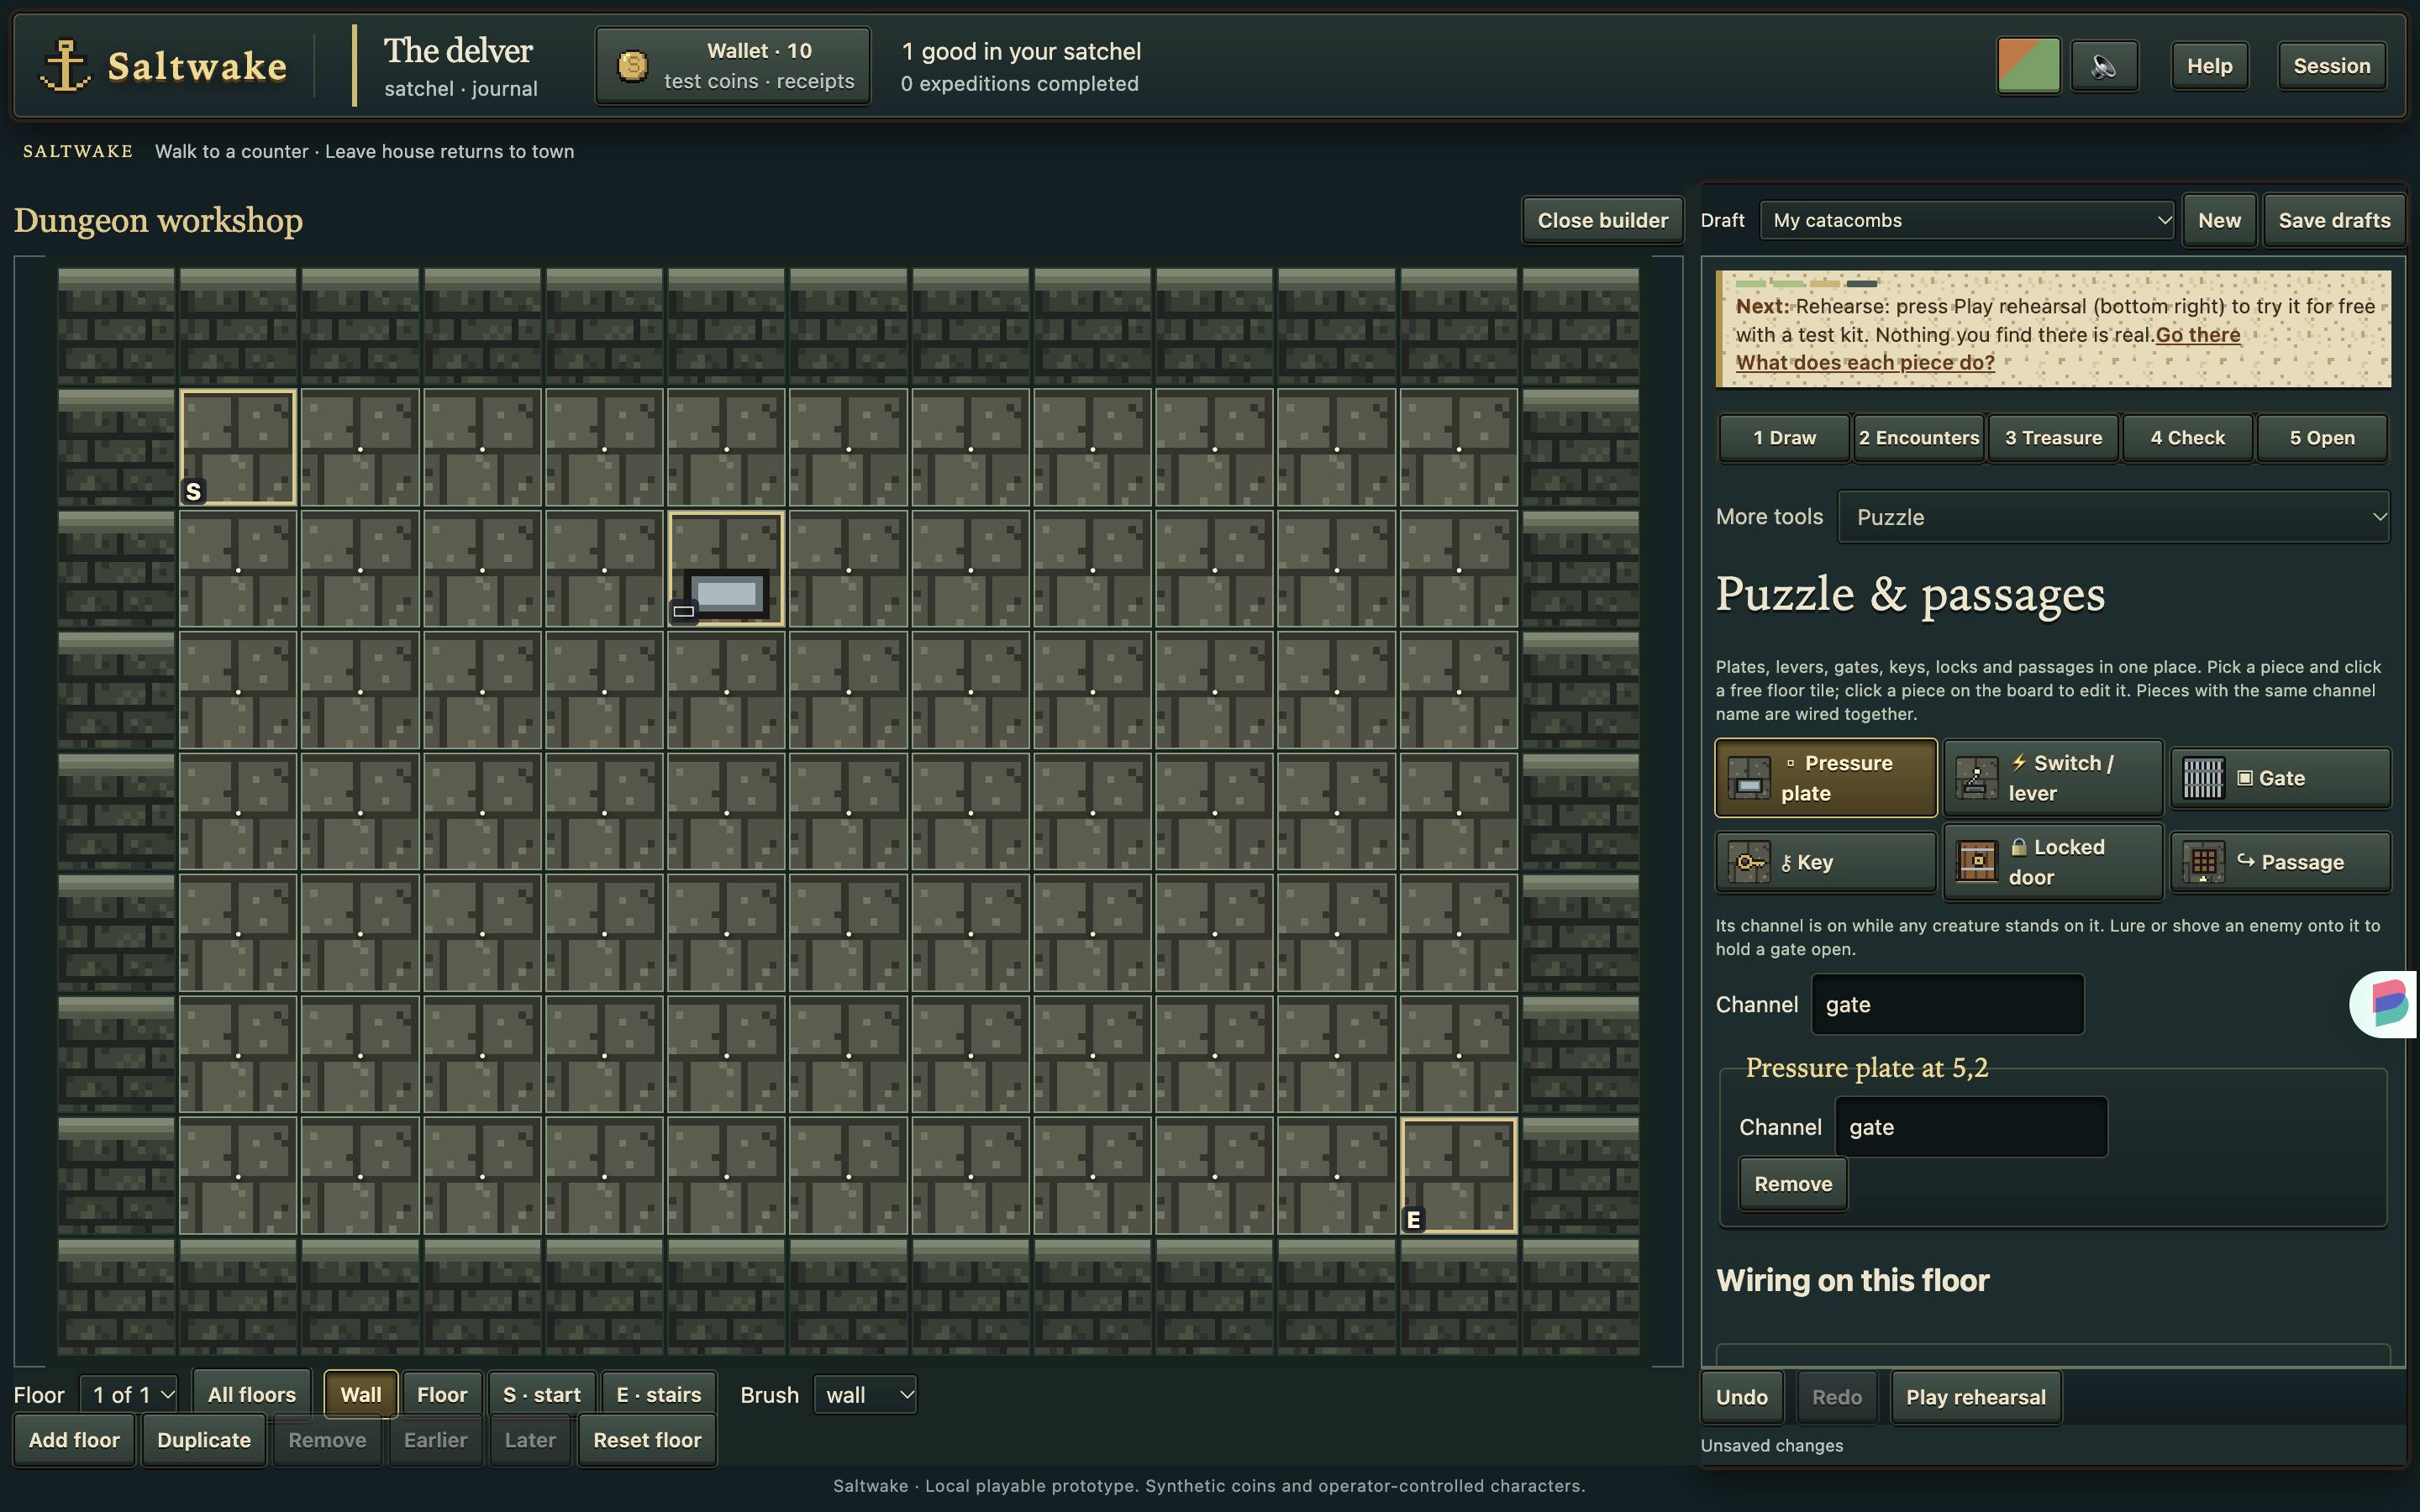 Saltwake
The delver
satchel · journal
Wallet · 10
test coins · receipts
1 good in your satchel
0 expeditions completed
Help
Session
SALTWAKE
Walk to a counter · Leave house returns to town
Dungeon workshop
Close builder
Draft
My catacombs
New
Save drafts
S
E
Next: Rehearse: press Play rehearsal (bottom right) to try it for free
with a test kit. Nothing you find there is real.Go there
What does each piece do?
1 Draw
2 Encounters
3 Treasure
4 Check
5 Open
More tools
Puzzle
Puzzle & passages
Plates, levers, gates, keys, locks and passages in one place. Pick a piece and click
a free floor tile; click a piece on the board to edit it. Pieces with the same channel
name are wired together.
▫ Pressure
plate
⚡ Switch /
lever
▣ Gate
⚷ Key
🔒 Locked
door
↪ Passage
Its channel is on while any creature stands on it. Lure or shove an enemy onto it to
hold a gate open.
Channel
gate
Pressure plate at 5,2
Channel
gate
Remove
Wiring on this floor
Floor
1 of 1
All floors
Wall
Floor
S · start
E · stairs
Brush
wall
Add floor
Duplicate
Remove
Earlier
Later
Reset floor
Undo
Redo
Play rehearsal
Unsaved changes
Saltwake · Local playable prototype. Synthetic coins and operator-controlled characters.